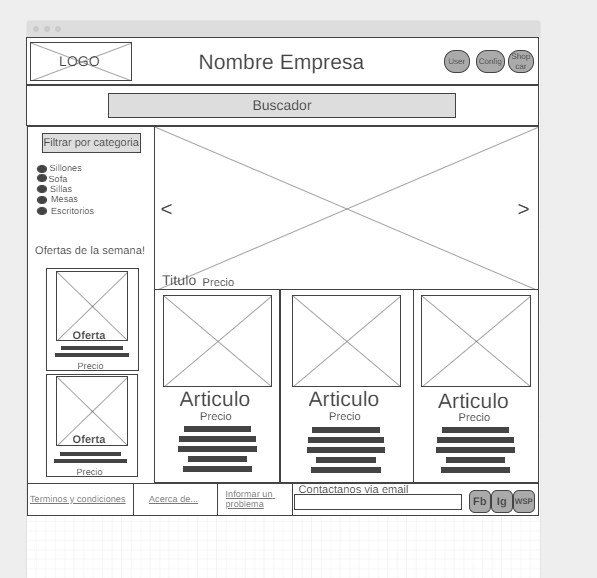 LOGO
Nombre Empresa
User
Config
Shop
car
Buscador
Filtrar por categoria
Sillones
Sofa
Sillas
Mesas
Escritorios
Ofertas de la semana!
Oferta
Precio
Oferta
Precio
<
>
Titulo Precio
Articulo
Precio
Articulo
Precio
Articulo
Precio
Terminos y condiciones
Acerca de...
Informar un
problema
Contactanos via email
Fb
Ig
WSP